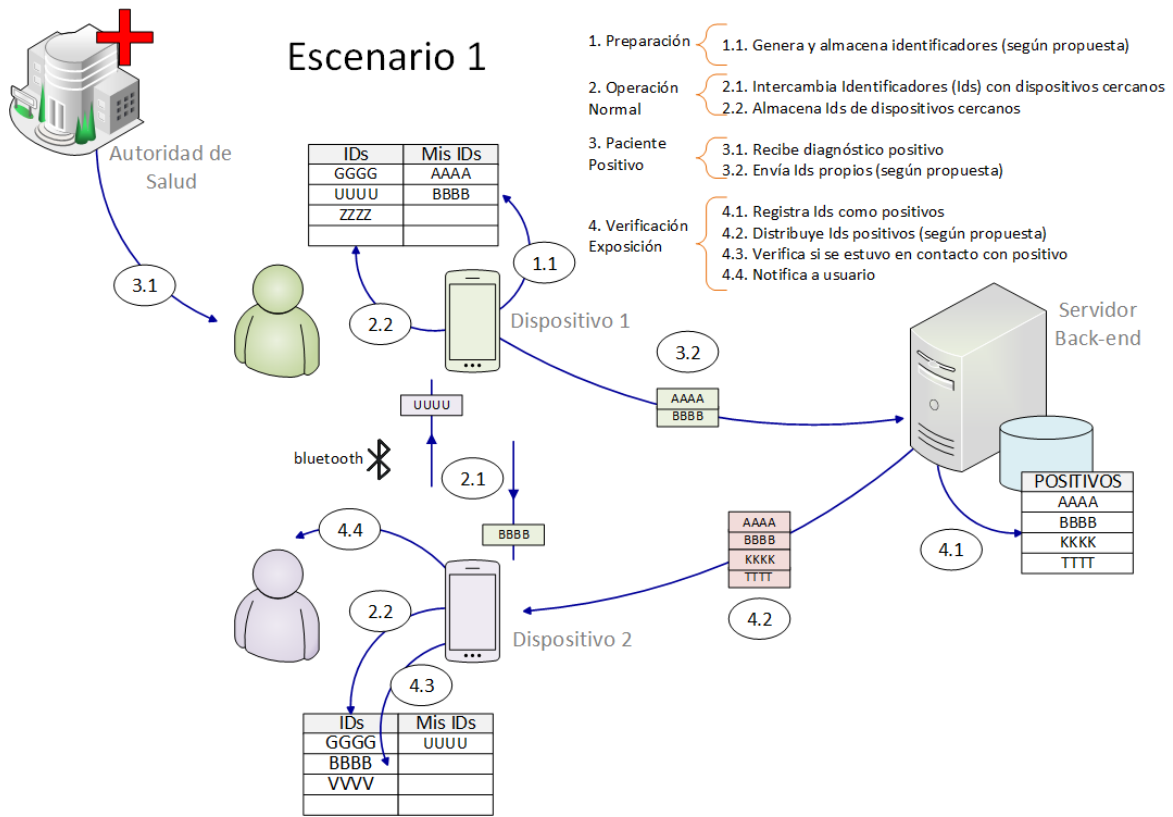 Escenario 1
1. Preparación
1.1. Genera y almacena identificadores (según propuesta)
2. Operación
Normal
2.1. Intercambia Identificadores (Ids) con dispositivos cercanos
2.2. Almacena Ids de dispositivos cercanos
3. Paciente
Positivo
3.1. Recibe diagnóstico positivo
3.2. Envía Ids propios (según propuesta)
4. Verificación
Exposición
4.1. Registra Ids como positivos
4.2. Distribuye Ids positivos (según propuesta)
4.3. Verifica si se estuvo en contacto con positivo
4.4. Notifica a usuario
Autoridad de
Salud
IDs Mis IDs
GGGG AAAA
UUUU BBBB
ZZZZ
3.1
1.1
2.2
Dispositivo 1
Servidor
Back-end
3.2
AAAA
BBBB
UUUU
bluetooth
2.1
BBBB
POSITIVOS
AAAA
BBBB
KKKK
TTTT
4.1
AAAA
BBBB
KKKK
TTTT
4.2
4.4
2.2
Dispositivo 2
4.3
IDs Mis IDs
GGGG UUUU
BBBB
VVVV